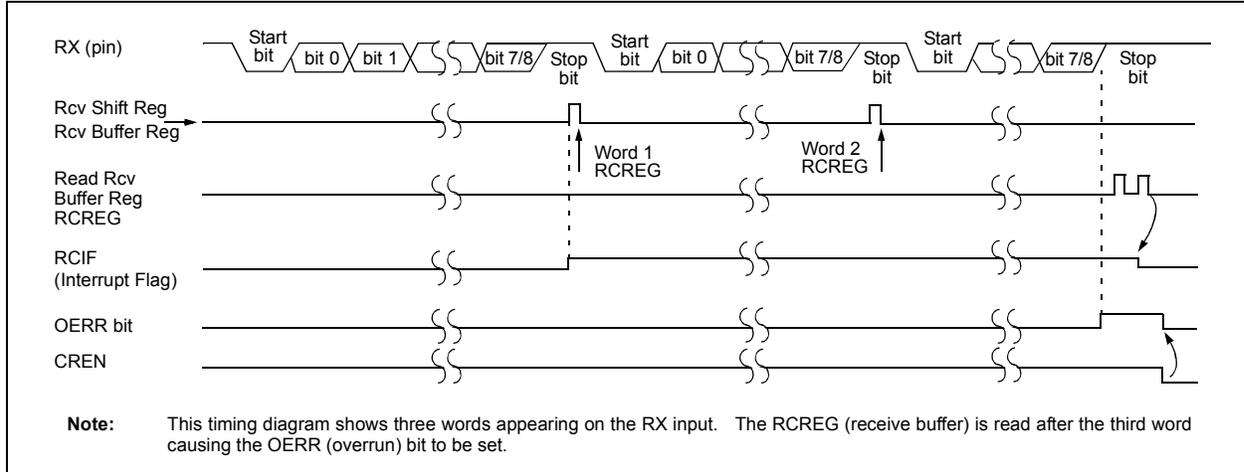 RX (pin)
Start bit
bit 0
bit 1
bit 7/8
Stop bit
Start bit
bit 0
bit 7/8
Stop bit
Start bit
bit 7/8
Stop bit
Rcv Shift Reg
Rcv Buffer Reg
Word 1
RCREG
Word 2
RCREG
Read Rcv
Buffer Reg
RCREG
RCIF
(Interrupt Flag)
OERR bit
CREN
Note: This timing diagram shows three words appearing on the RX input. The RCREG (receive buffer) is read after the third word
causing the OERR (overrun) bit to be set.